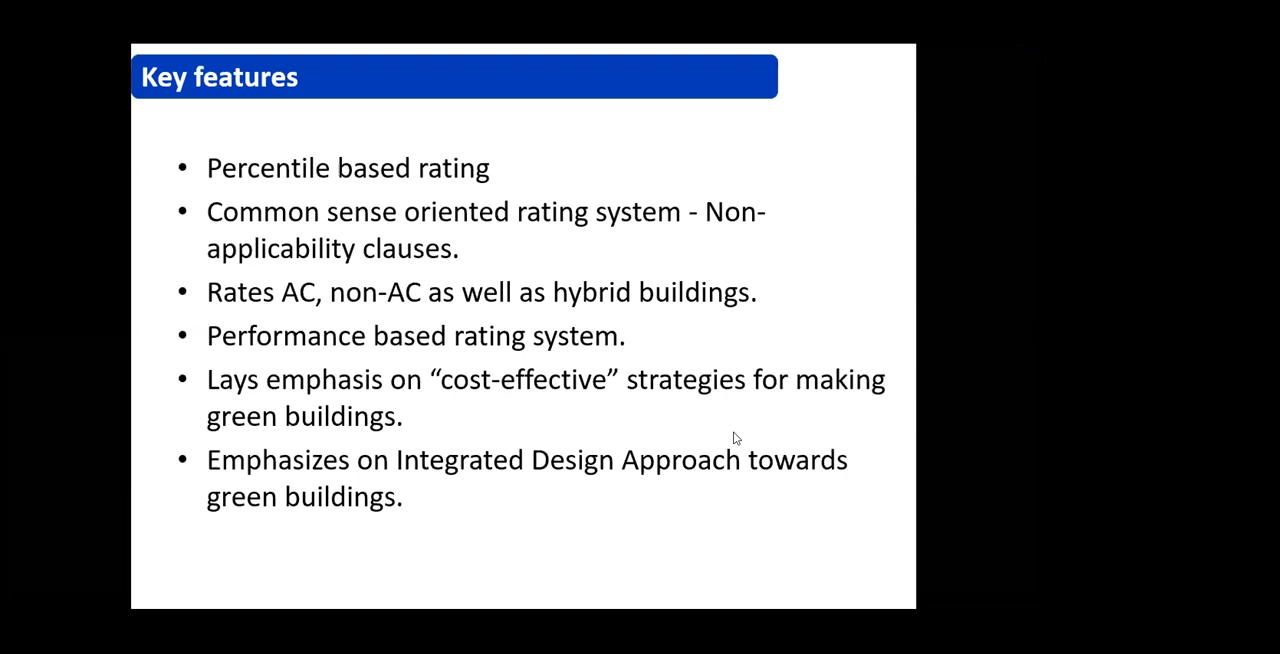 Key features
• Percentile based rating
• Common sense oriented rating system - Non-
applicability clauses.
• Rates AC, non-AC as well as hybrid buildings.
• Performance based rating system.
• Lays emphasis on “cost-effective” strategies for making
green buildings.
• Emphasizes on Integrated Design Approach towards
green buildings.